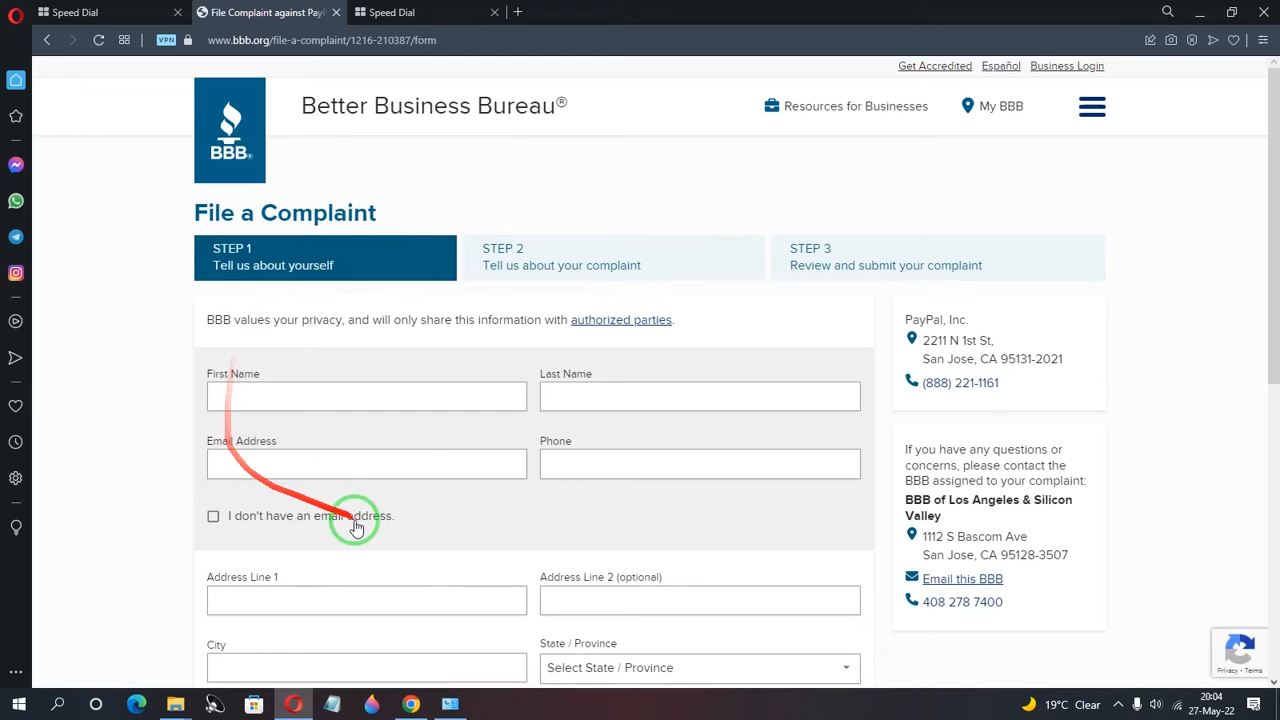 Speed Dial
File Complaint against PayP
Speed Dial
VPN
www.bbb.org/file-a-complaint/1216-210387/form
Get Accredited
Español
Business Login
BBB®
Better Business Bureau®
Resources for Businesses
My BBB
File a Complaint
STEP 1
Tell us about yourself
STEP 2
Tell us about your complaint
STEP 3
Review and submit your complaint
BBB values your privacy, and will only share this information with authorized parties.
First Name
Last Name
Email Address
Phone
I don't have an email address.
Address Line 1
Address Line 2 (optional)
City
State / Province
Select State / Province
PayPal, Inc.
2211 N 1st St,
San Jose, CA 95131-2021
(888) 221-1161
If you have any questions or
concerns, please contact the
BBB assigned to your complaint:
BBB of Los Angeles & Silicon
Valley
1112 S Bascom Ave
San Jose, CA 95128-3507
Email this BBB
408 278 7400
Privacy - Terms
19°C Clear
20:04
27-May-22